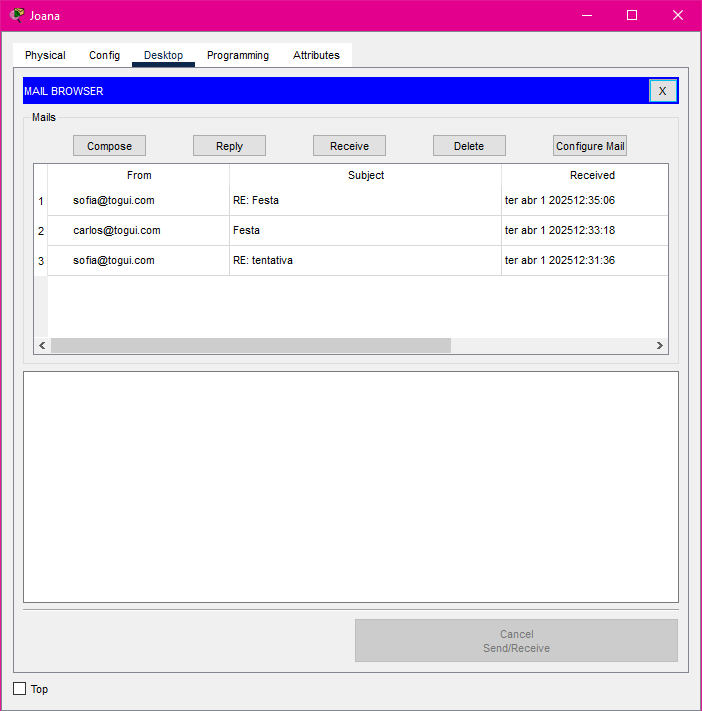 Joana
Physical Config Desktop Programming Attributes
MAIL BROWSER X
Mails
Compose Reply Receive Delete Configure Mail
From Subject Received
1 sofia@togui.com RE: Festa ter abr 1 202512:35:06
2 carlos@togui.com Festa ter abr 1 202512:33:18
3 sofia@togui.com RE: tentativa ter abr 1 202512:31:36
Cancel
Send/Receive
Top